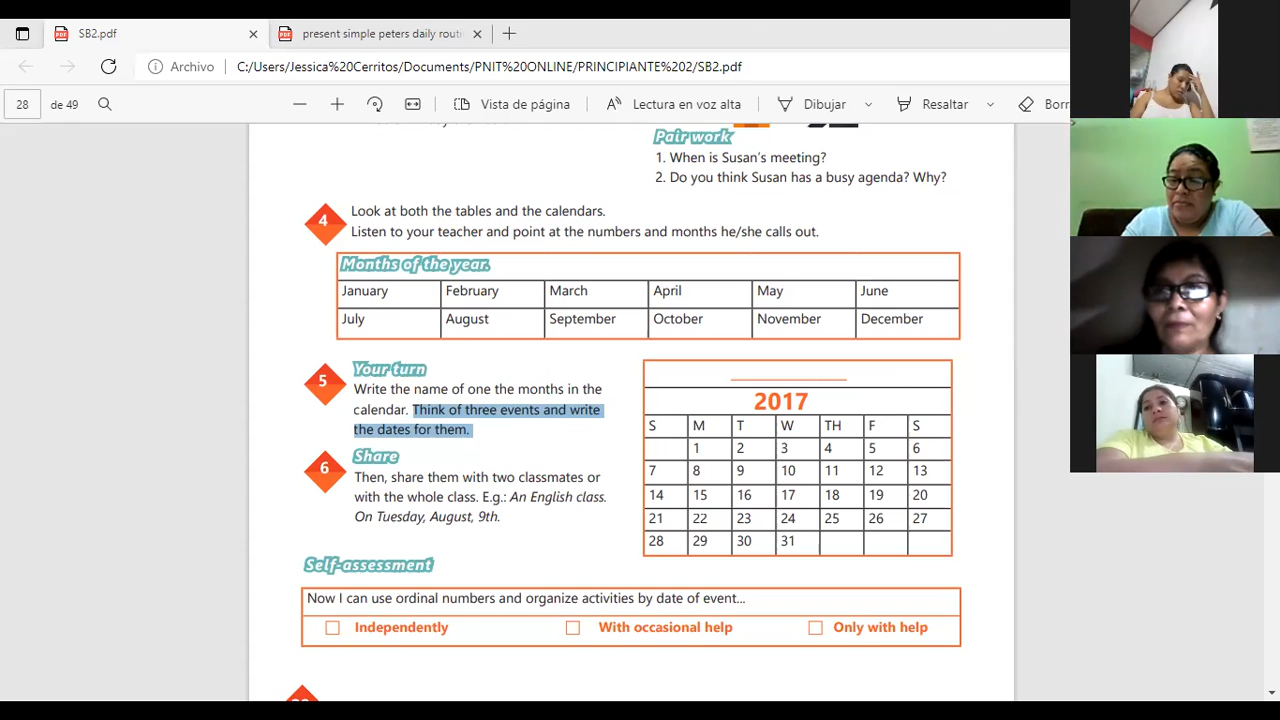 SB2.pdf
present simple peters daily rout
Archivo
C:/Users/Jessica%20Cerritos/Documents/PNIT%20ONLINE/PRINCIPIANTE%202/SB2.pdf
28
de 49
Vista de página
Lectura en voz alta
Dibujar
Resaltar
Borr
Pair work
1. When is Susan's meeting?
2. Do you think Susan has a busy agenda? Why?
4
Look at both the tables and the calendars.
Listen to your teacher and point at the numbers and months he/she calls out.
Months of the year.
January February March April May June
July August September October November December
5
Your turn
Write the name of one the months in the
calendar. Think of three events and write
the dates for them.
6
Share
Then, share them with two classmates or
with the whole class. E.g.: An English class.
On Tuesday, August, 9th.
2017
S M T W TH F S
1 2 3 4 5 6
7 8 9 10 11 12 13
14 15 16 17 18 19 20
21 22 23 24 25 26 27
28 29 30 31
Self-assessment
Now I can use ordinal numbers and organize activities by date of event...
Independently
With occasional help
Only with help